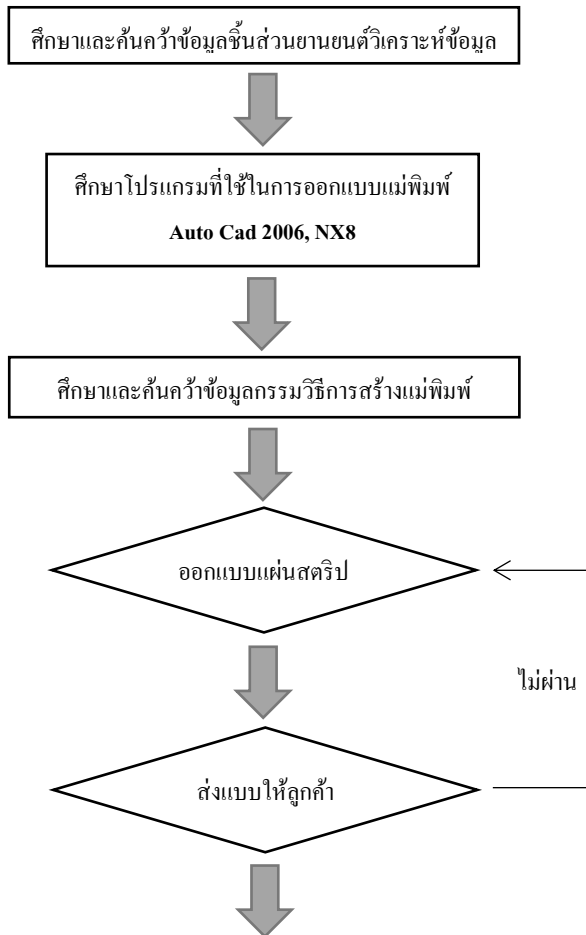 ศึกษาและค้นคว้าข้อมูลชิ้นส่วนยานยนต์วิเคราะห์ข้อมูล
ศึกษาโปรแกรมที่ใช้ในการออกแบบแม่พิมพ์
Auto Cad 2006, NX8
ศึกษาและค้นคว้าข้อมูลกรรมวิธีการสร้างแม่พิมพ์
ออกแบบแผ่นสตริป
ไม่ผ่าน
ส่งแบบให้ลูกค้า